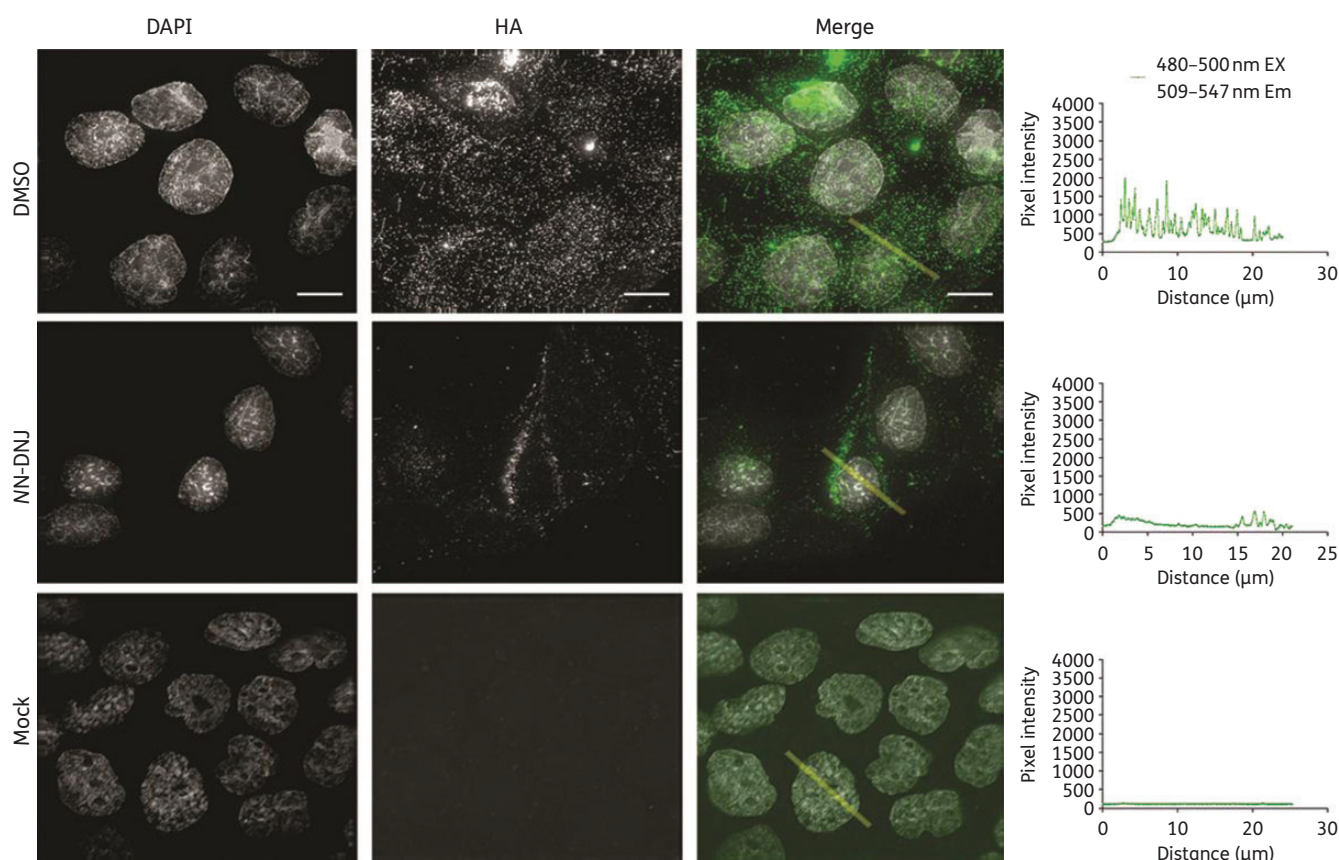 DAPI HA Merge
DMSO
480–500 nm EX
509–547 nm Em
Pixel intensity
4000
3500
3000
2500
2000
1500
1000
500
0
0 10 20 30
Distance (µm)
NN-DNJ
Pixel intensity
4000
3500
3000
2500
2000
1500
1000
500
0
0 5 10 15 20 25
Distance (µm)
Mock
Pixel intensity
4000
3500
3000
2500
2000
1500
1000
500
0
0 10 20 30
Distance (µm)